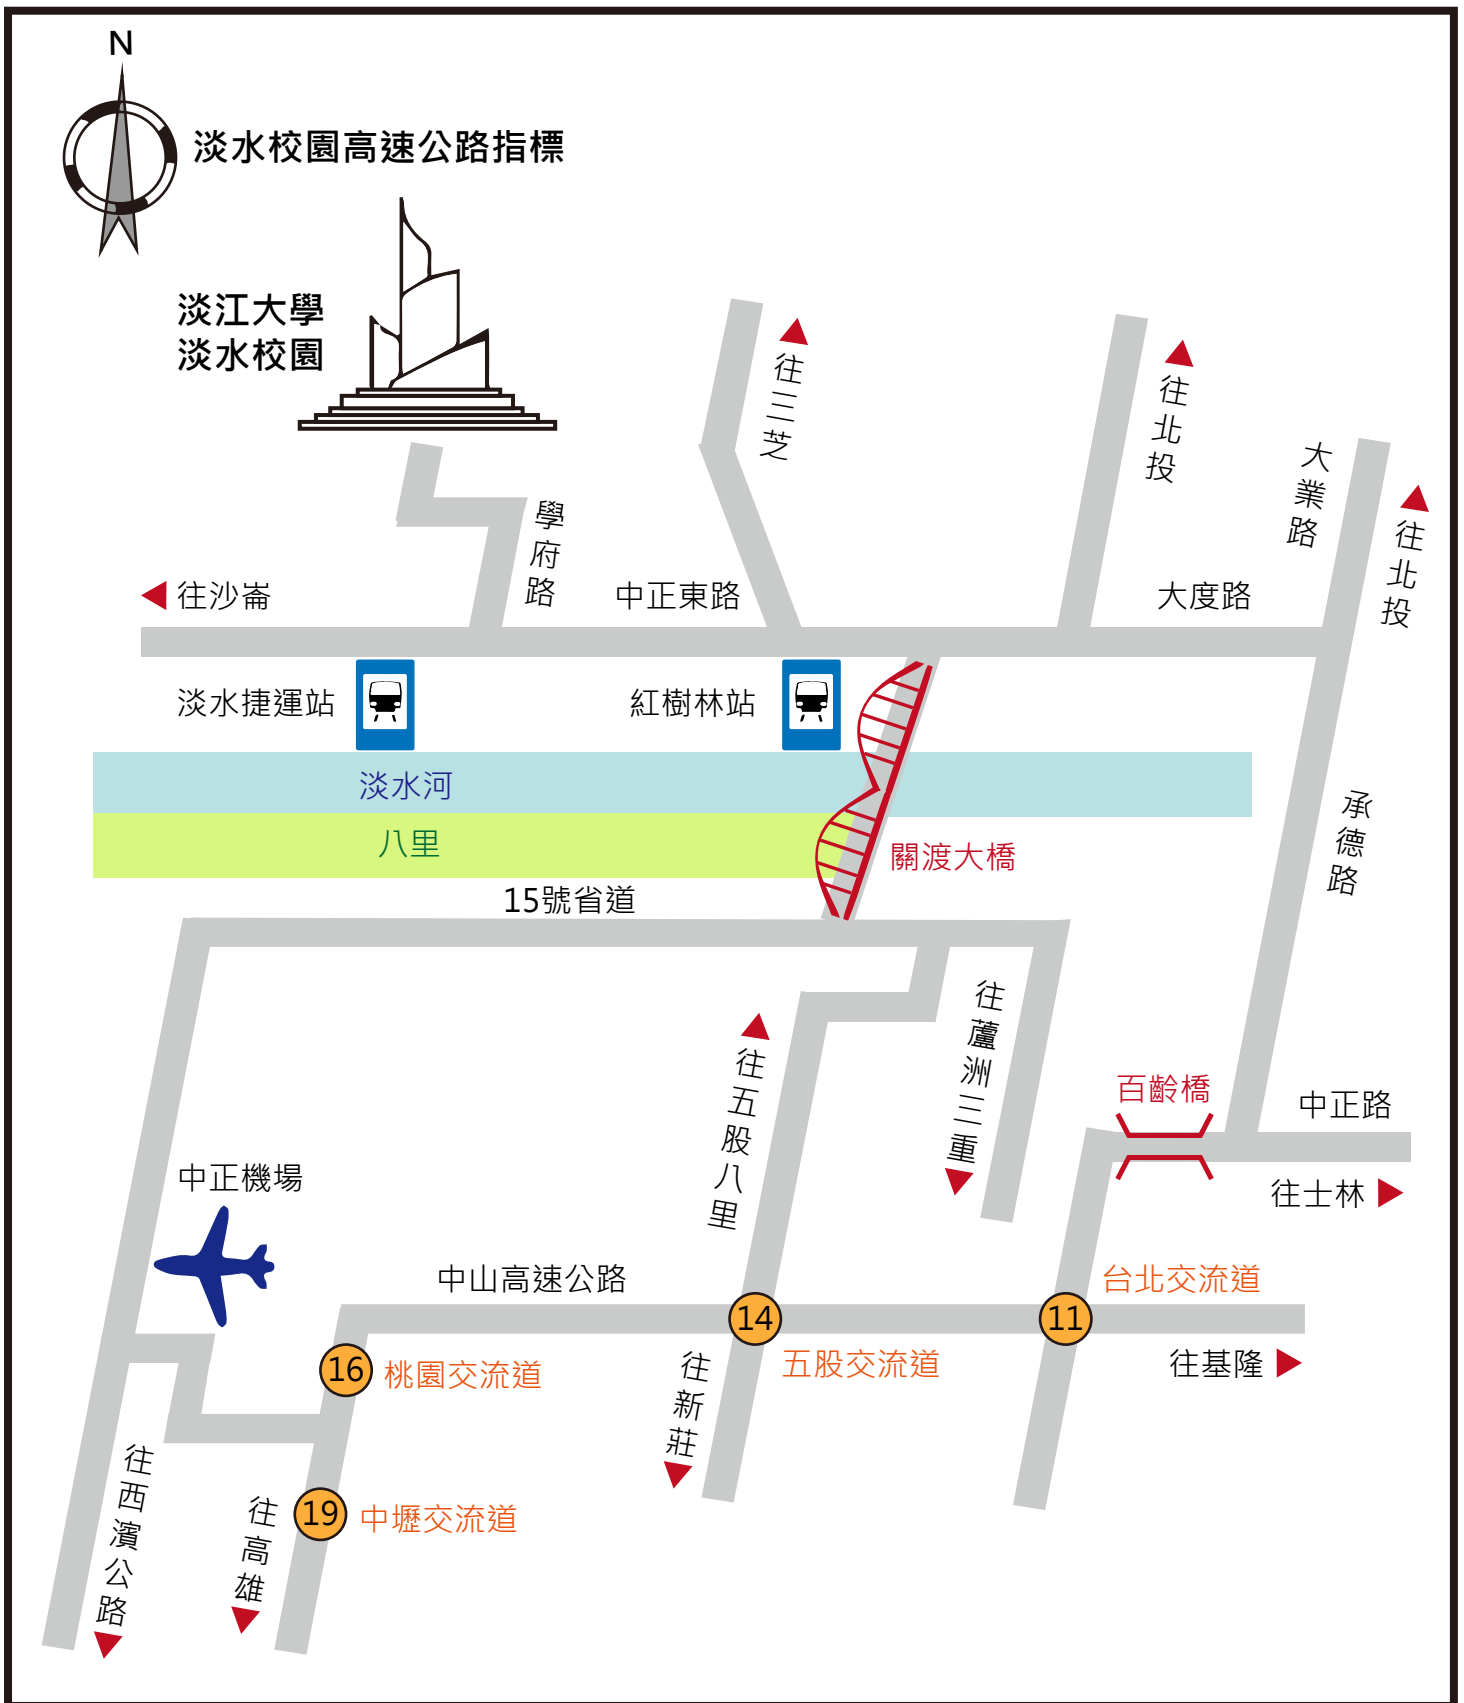 N
淡水校園高速公路指標
淡江大學
淡水校園
往三芝
往北投
大業路
往北投
學府路
往沙崙
中正東路
大度路
淡水捷運站
紅樹林站
淡水河
八里
關渡大橋
承德路
15號省道
往蘆洲三重
往五股八里
百齡橋
中正路
往士林
中正機場
中山高速公路
台北交流道
14
11
16
桃園交流道
五股交流道
往基隆
往新莊
往西濱公路
往高雄
19
中壢交流道